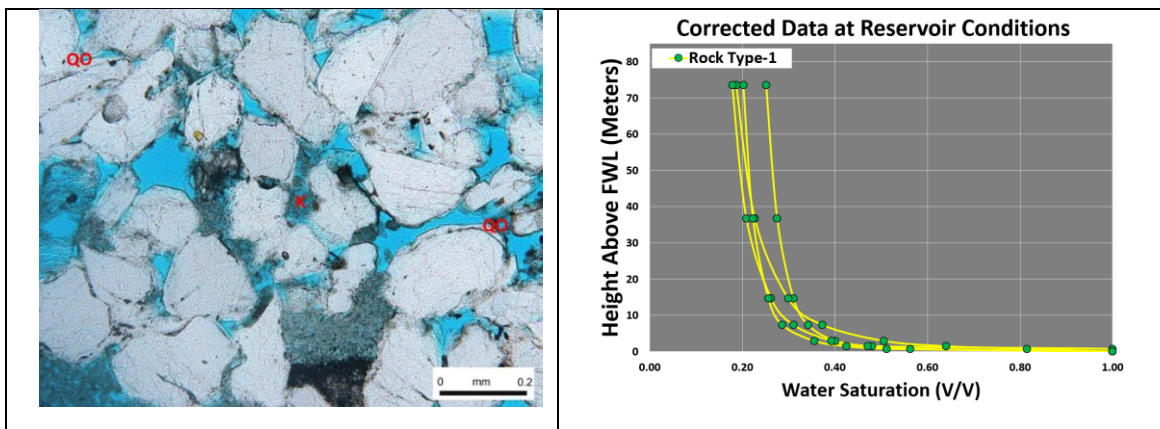 QO
K
QO
0 mm 0.2
Corrected Data at Reservoir Conditions
Rock Type-1
Height Above FWL (Meters)
80
70
60
50
40
30
20
10
0
0.00 0.20 0.40 0.60 0.80 1.00
Water Saturation (V/V)